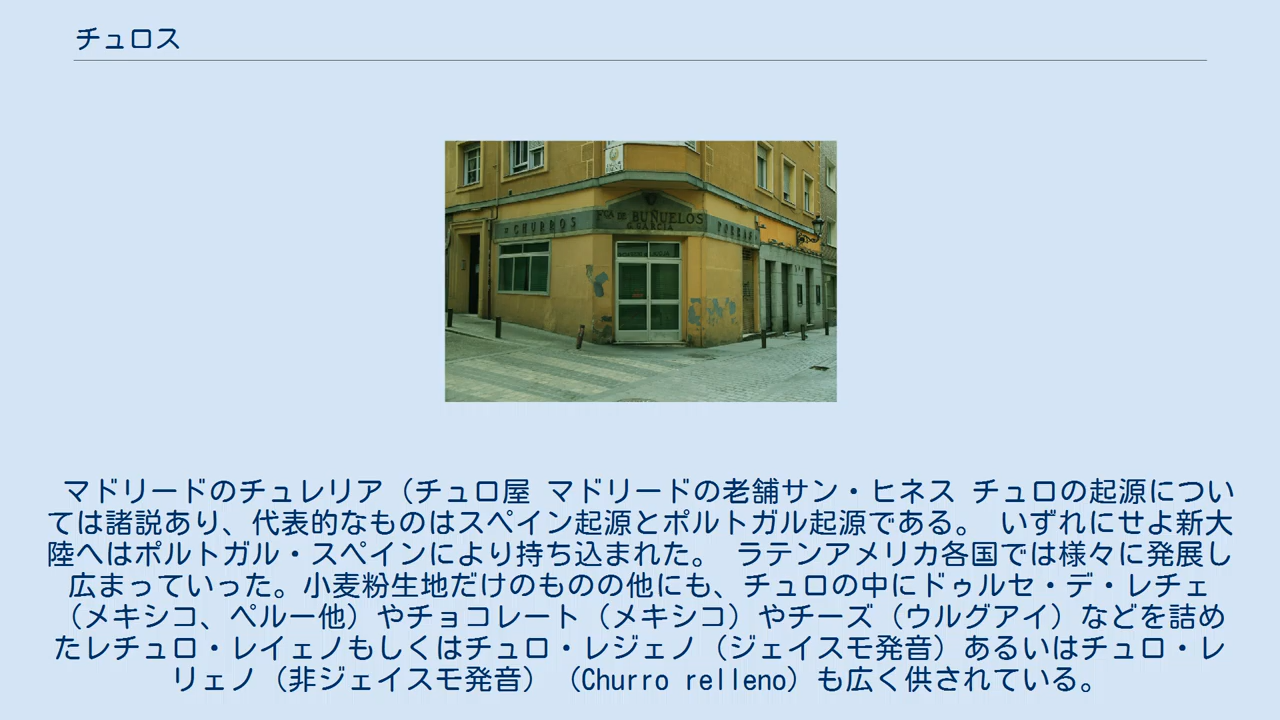 チュロス
CHURROS
BUÑUELOS
GARCIA
マドリードのチュレリア（チュロ屋 マドリードの老舗サン・ヒネス チュロの起源につい
ては諸説あり、代表的なものはスペイン起源とポルトガル起源である。 いずれにせよ新大
陸へはポルトガル・スペインにより持ち込まれた。 ラテンアメリカ各国では様々に発展し
広まっていった。小麦粉生地だけのものの他にも、チュロの中にドゥルセ・デ・レチェ
（メキシコ、ペルー他）やチョコレート（メキシコ）やチーズ（ウルグアイ）などを詰め
たレチュロ・レイェノもしくはチュロ・レジェノ（ジェイスモ発音）あるいはチュロ・レ
リェノ（非ジェイスモ発音）（Churro relleno）も広く供されている。